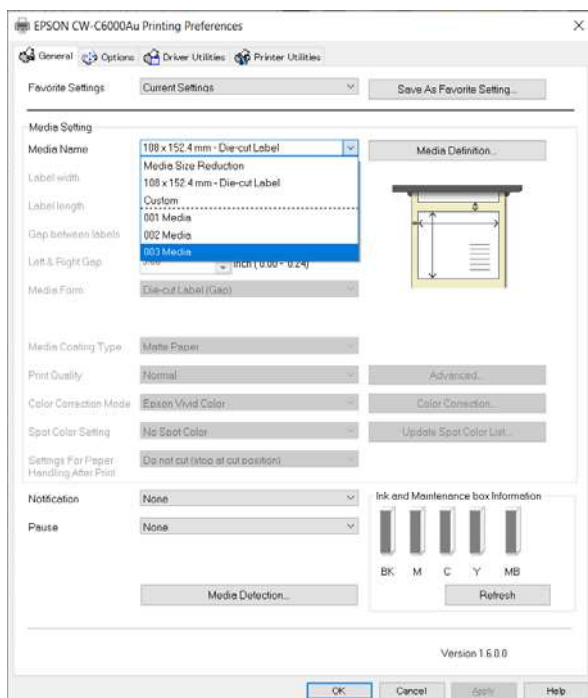 EPSON CW-C6000Au Printing Preferences
General Options Driver Utilities Printer Utilities
Favorite Settings Current Settings Save As Favorite Setting...
Media Setting
Media Name 108 x 152.4 mm - Die-cut Label Media Definition...
Media Size Reduction
Label width 108 x 152.4 mm - Die-cut Label
Custom
Label length
001 Media
Gap between labels 002 Media
003 Media
Left & Right Gap inch ( 0.00 - 0.24)
Media Form Die-cut Label (Gap)
Media Coating Type Matte Paper
Print Quality Normal Advanced...
Color Correction Mode Epson Vivid Color Color Correction...
Spot Color Setting No Spot Color Update Spot Color List...
Settings For Paper Handling After Print Do not cut (stop at cut position)
Notification None Ink and Maintenance box Information
Pause None
BK M C Y MB
Media Detection... Refresh
Version 1.6.0.0
OK Cancel Apply Help